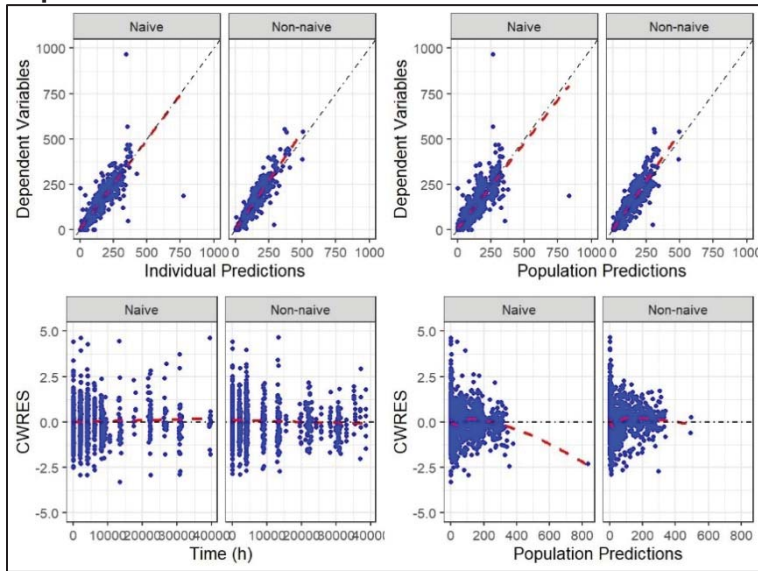 Naive Non-naive Naive Non-naive
1000 1000
750 750
500 500
250 250
0 0
0 250 500 750 1000 0 250 500 750 1000 0 250 500 750 1000 0 250 500 750 1000
Dependent Variables Dependent Variables
Individual Predictions Population Predictions
Naive Non-naive Naive Non-naive
5.0 5.0
2.5 2.5
0.0 0.0
-2.5 -2.5
-5.0 -5.0
CWRES CWRES
0 10000 20000 30000 40000 0 10000 20000 30000 40000 0 200 400 600 800 0 200 400 600 800
Time (h) Population Predictions